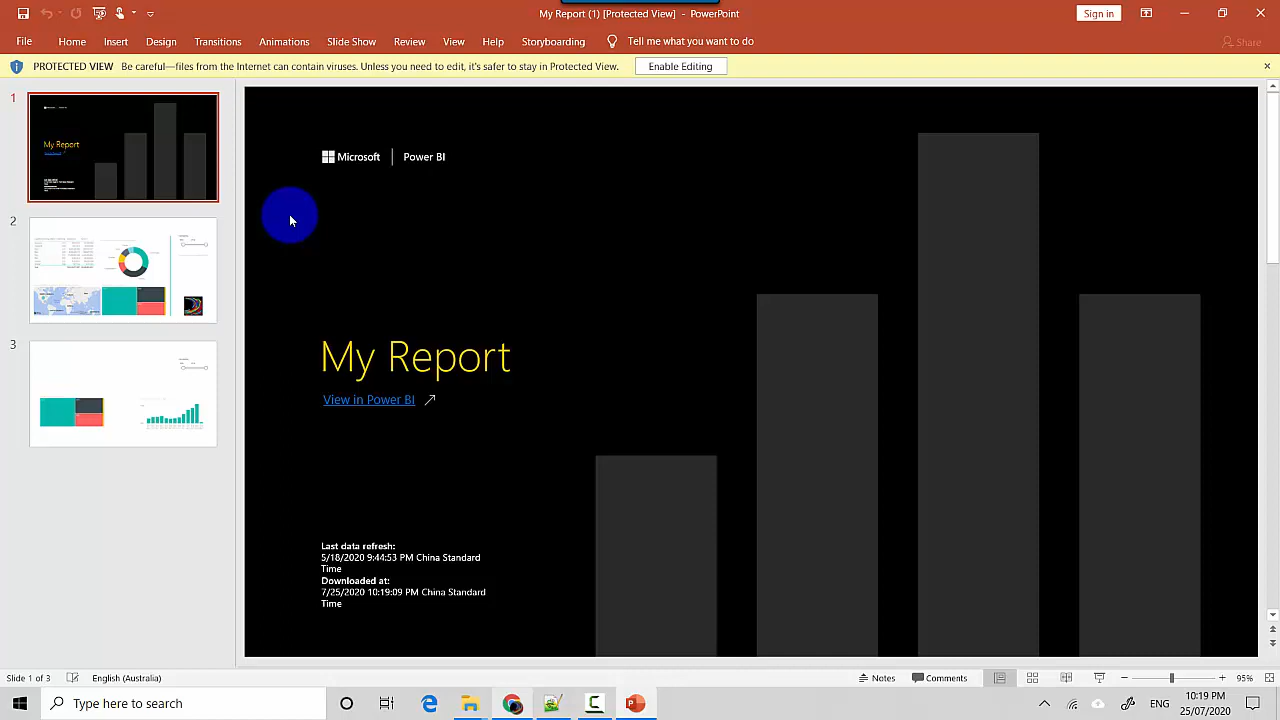 My Report (1) [Protected View] - PowerPoint
Sign in
File Home Insert Design Transitions Animations Slide Show Review View Help Storyboarding Tell me what you want to do Share
PROTECTED VIEW Be careful—files from the Internet can contain viruses. Unless you need to edit, it's safer to stay in Protected View. Enable Editing
1
My Report
2
3
Microsoft Power BI
My Report
View in Power BI
Last data refresh:
5/18/2020 9:44:53 PM China Standard
Time
Downloaded at:
7/25/2020 10:19:09 PM China Standard
Time
Slide 1 of 3 English (Australia) Notes Comments 95%
Type here to search
ENG
10:19 PM
25/07/2020